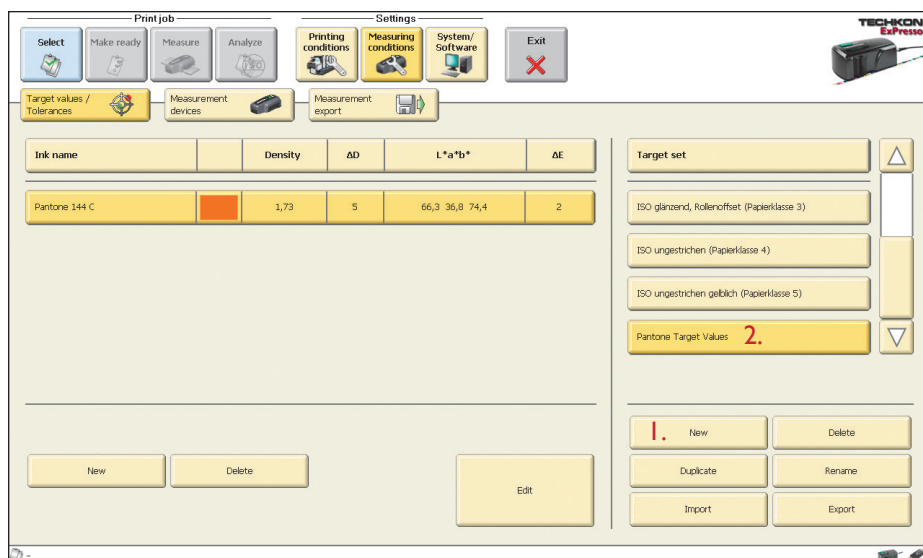 Print job
Settings
Select
Make ready
Measure
Analyze
Printing
conditions
Measuring
conditions
System/
Software
Exit
TECHKON
ExPresso
Target values /
Tolerances
Measurement
devices
Measurement
export
Ink name
Density
ΔD
L*a*b*
ΔE
Target set
Pantone 144 C
1,73
5
66,3 36,8 74,4
2
ISO glänzend, Rollenoffset (Papierklasse 3)
ISO ungestrichen (Papierklasse 4)
ISO ungestrichen gelblich (Papierklasse 5)
Pantone Target Values 2.
1. New
Delete
New
Delete
Edit
Duplicate
Rename
Import
Export
-